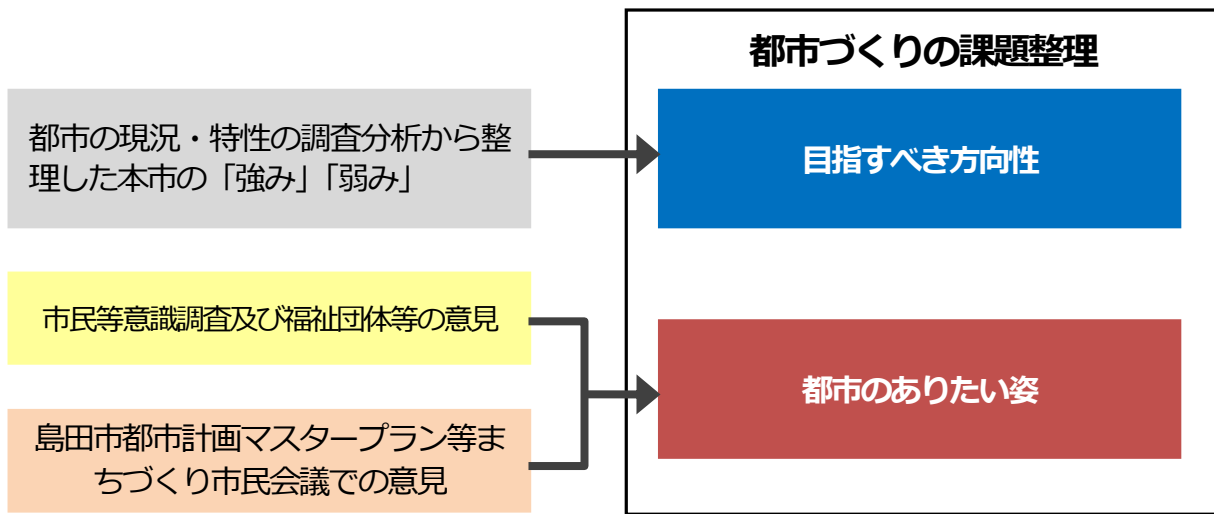 都市づくりの課題整理
都市の現況・特性の調査分析から整
理した本市の「強み」「弱み」
目指すべき方向性
市民等意識調査及び福祉団体等の意見
都市のありたい姿
島田市都市計画マスタープラン等ま
ちづくり市民会議での意見